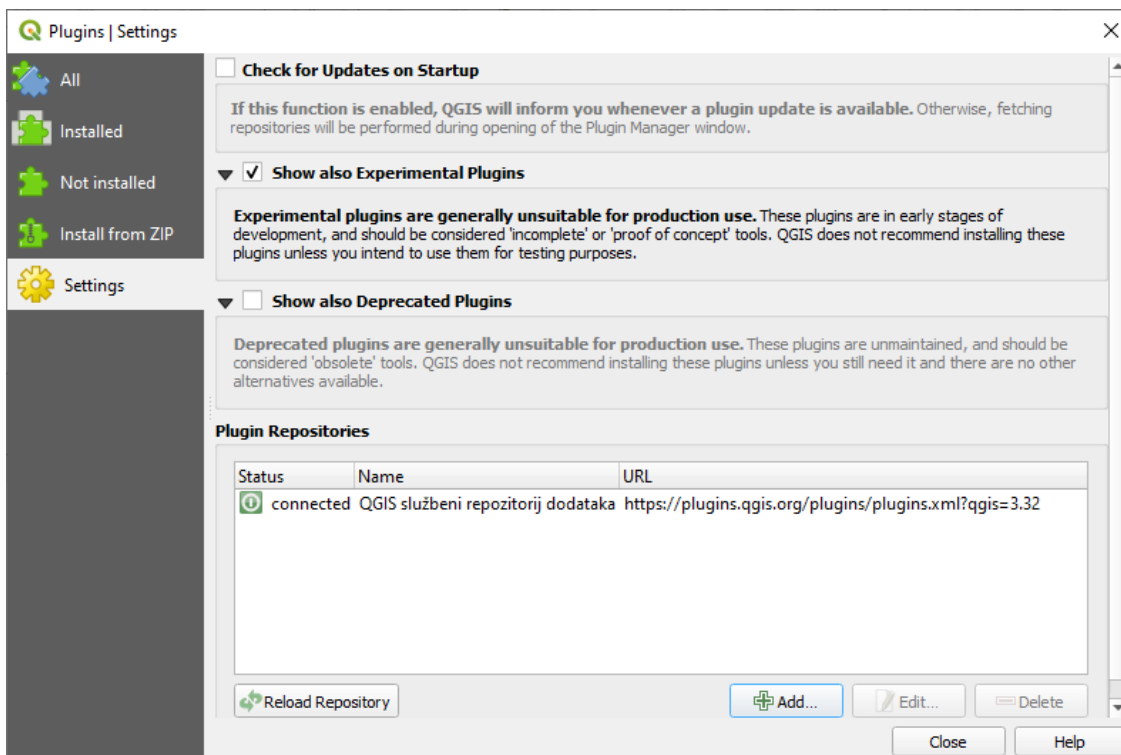 Plugins | Settings
All
Installed
Not installed
Install from ZIP
Settings
Check for Updates on Startup
If this function is enabled, QGIS will inform you whenever a plugin update is available. Otherwise, fetching
repositories will be performed during opening of the Plugin Manager window.
Show also Experimental Plugins
Experimental plugins are generally unsuitable for production use. These plugins are in early stages of
development, and should be considered 'incomplete' or 'proof of concept' tools. QGIS does not recommend installing these
plugins unless you intend to use them for testing purposes.
Show also Deprecated Plugins
Deprecated plugins are generally unsuitable for production use. These plugins are unmaintained, and should be
considered 'obsolete' tools. QGIS does not recommend installing these plugins unless you still need it and there are no other
alternatives available.
Plugin Repositories
Status Name URL
connected QGIS službeni repozitorij dodataka https://plugins.qgis.org/plugins/plugins.xml?qgis=3.32
Reload Repository Add... Edit... Delete
Close Help